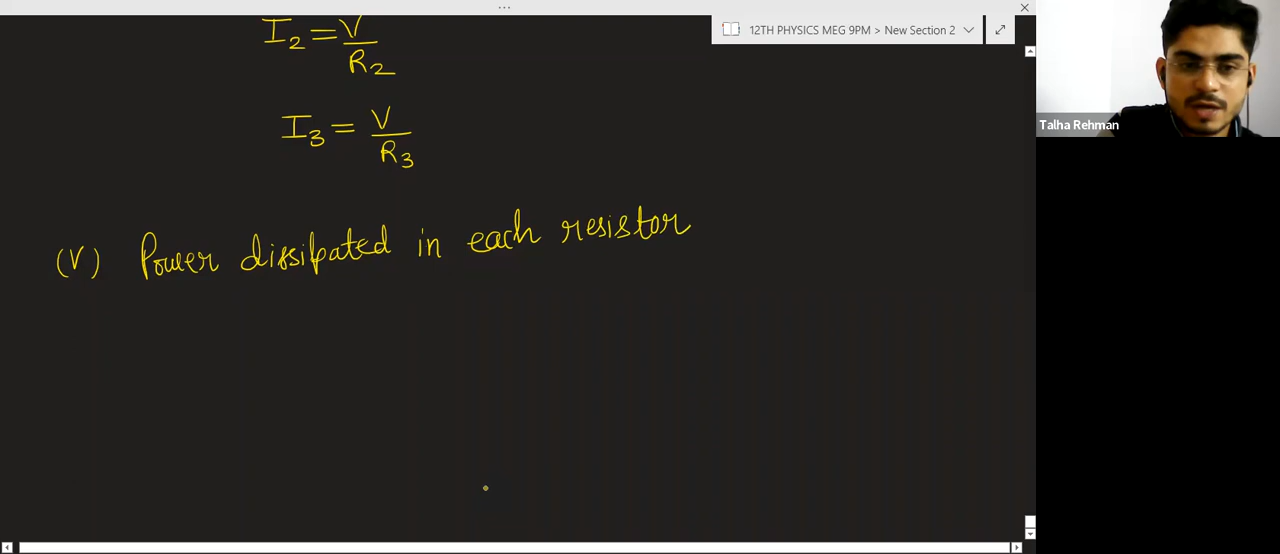 12TH PHYSICS MEG 9PM > New Section 2
I₂ = V/R₂
I₃ = V/R₃
Talha Rehman
(V) Power dissipated in each resistor